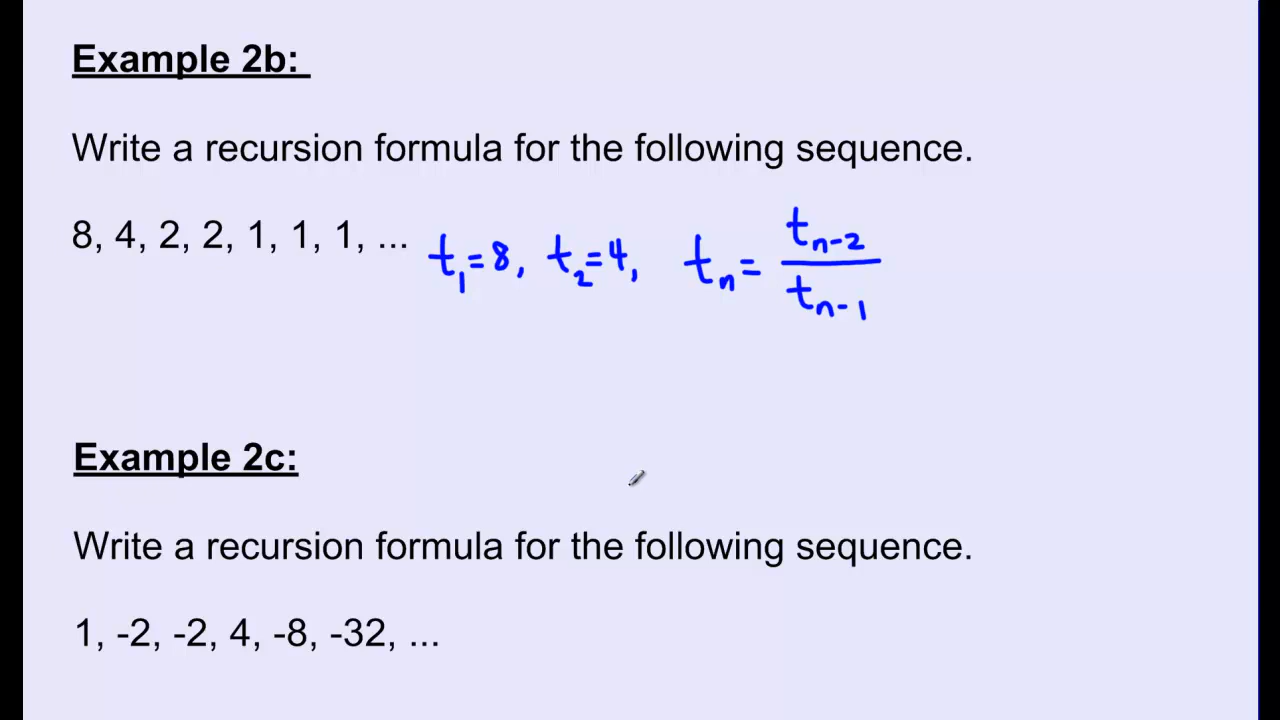 Example 2b:
Write a recursion formula for the following sequence.
8, 4, 2, 2, 1, 1, 1, ... t₁=8, t₂=4, tₙ= tₙ₋₂/tₙ₋₁
Example 2c:
Write a recursion formula for the following sequence.
1, -2, -2, 4, -8, -32, ...